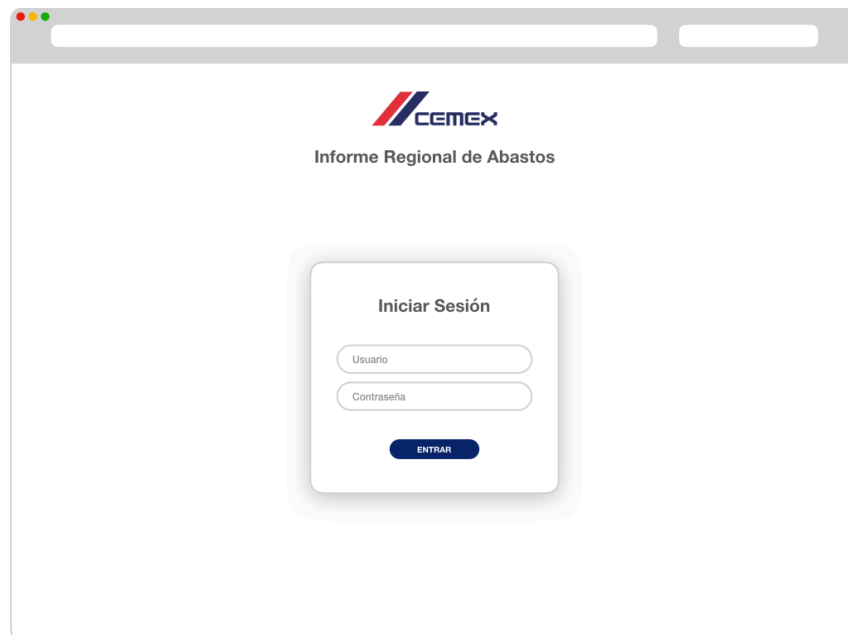 CEMEX
Informe Regional de Abastos
Iniciar Sesión
Usuario
Contraseña
ENTRAR